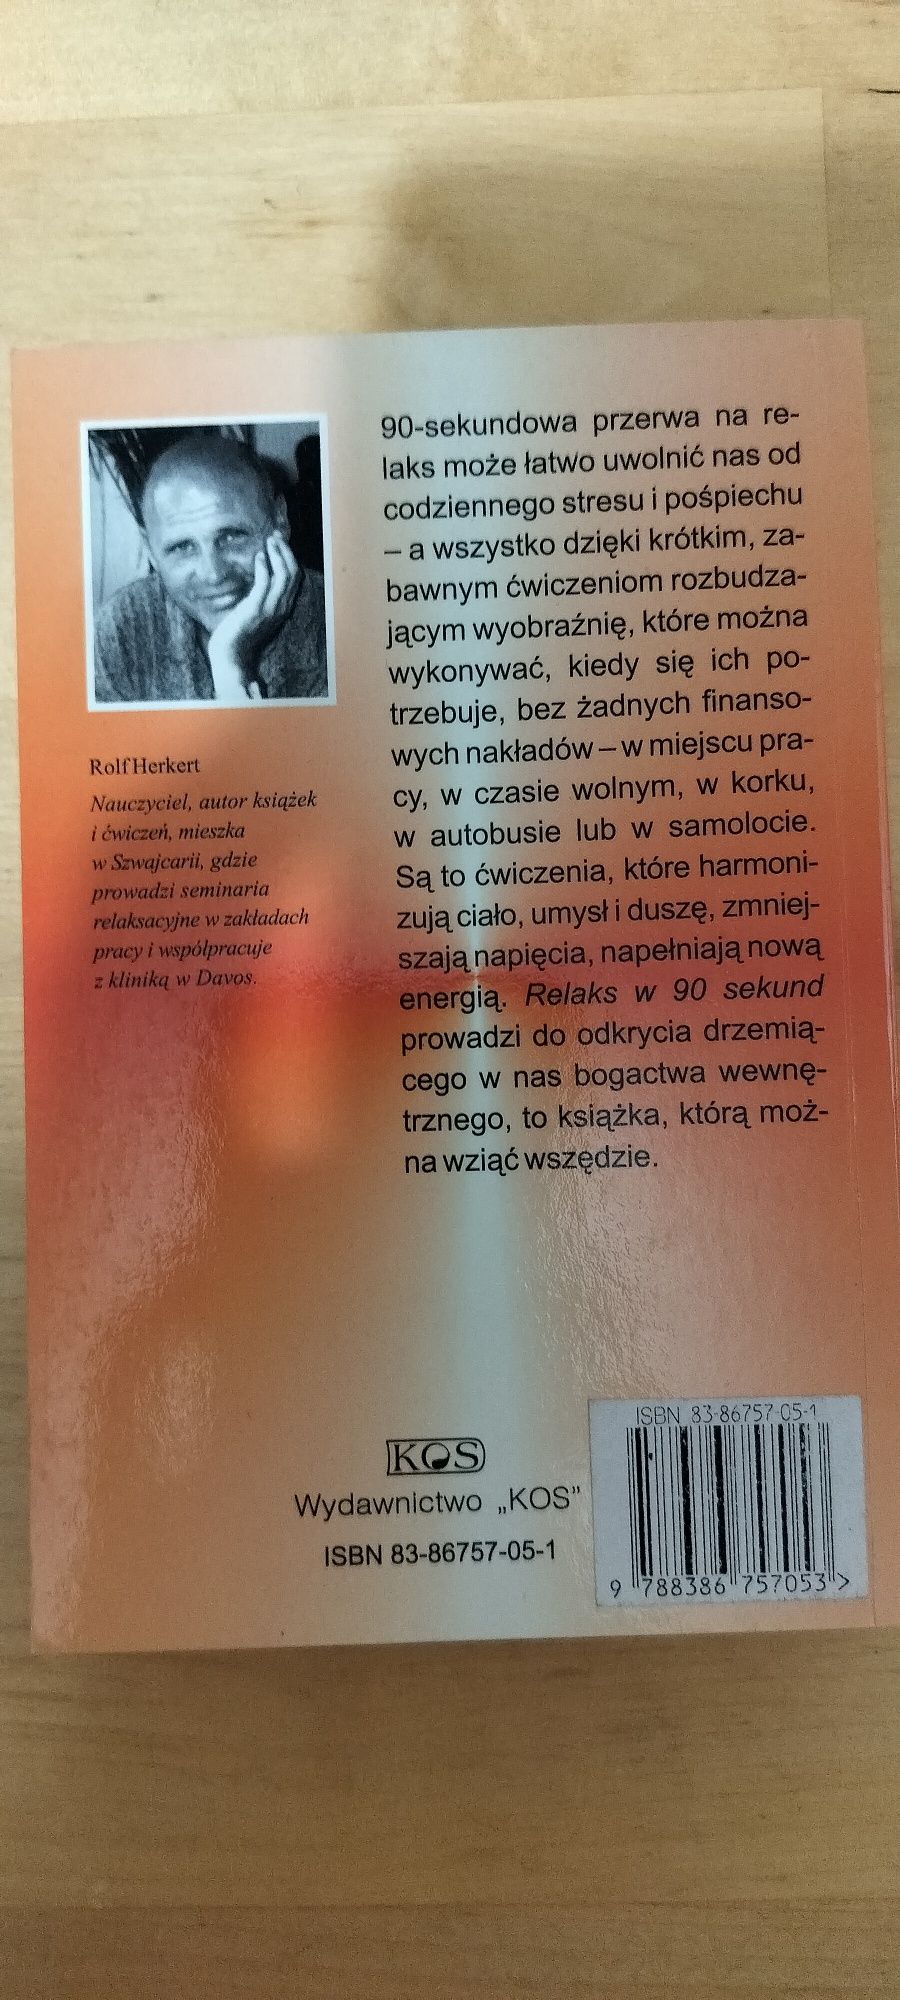 90-sekundowa przerwa na re-
laks może łatwo uwolnić nas od
codziennego stresu i pośpiechu
– a wszystko dzięki krótkim, za-
bawnym ćwiczeniom rozbudza-
jącym wyobraźnię, które można
wykonywać, kiedy się ich po-
trzebuje, bez żadnych finanso-
wych nakładów – w miejscu pra-
cy, w czasie wolnym, w korku,
w autobusie lub w samolocie.
Są to ćwiczenia, które harmoni-
zują ciało, umysł i duszę, zmniej-
szają napięcia, napełniają nową
energią. Relaks w 90 sekund
prowadzi do odkrycia drzemią-
cego w nas bogactwa wewnę-
trznego, to książka, którą moż-
na wziąć wszędzie.
Rolf Herkert
Nauczyciel, autor książek
i ćwiczeń, mieszka
w Szwajcarii, gdzie
prowadzi seminaria
relaksacyjne w zakładach
pracy i współpracuje
z kliniką w Davos.
KOS
Wydawnictwo „KOS”
ISBN 83-86757-05-1
ISBN 83-86757-05-1
9 788386 757053 >